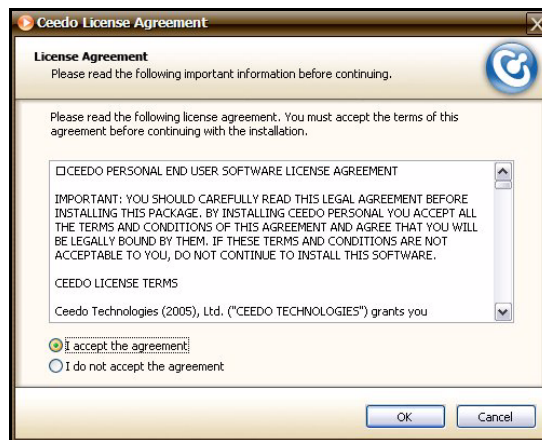 Ceedo License Agreement
License Agreement
Please read the following important information before continuing.
Please read the following license agreement. You must accept the terms of this
agreement before continuing with the installation.
□CEEDO PERSONAL END USER SOFTWARE LICENSE AGREEMENT
IMPORTANT: YOU SHOULD CAREFULLY READ THIS LEGAL AGREEMENT BEFORE
INSTALLING THIS PACKAGE. BY INSTALLING CEEDO PERSONAL YOU ACCEPT ALL
THE TERMS AND CONDITIONS OF THIS AGREEMENT AND AGREE THAT YOU WILL
BE LEGALLY BOUND BY THEM. IF THESE TERMS AND CONDITIONS ARE NOT
ACCEPTABLE TO YOU, DO NOT CONTINUE TO INSTALL THIS SOFTWARE.
CEEDO LICENSE TERMS
Ceedo Technologies (2005), Ltd. ("CEEDO TECHNOLOGIES") grants you
I accept the agreement
I do not accept the agreement
OK Cancel